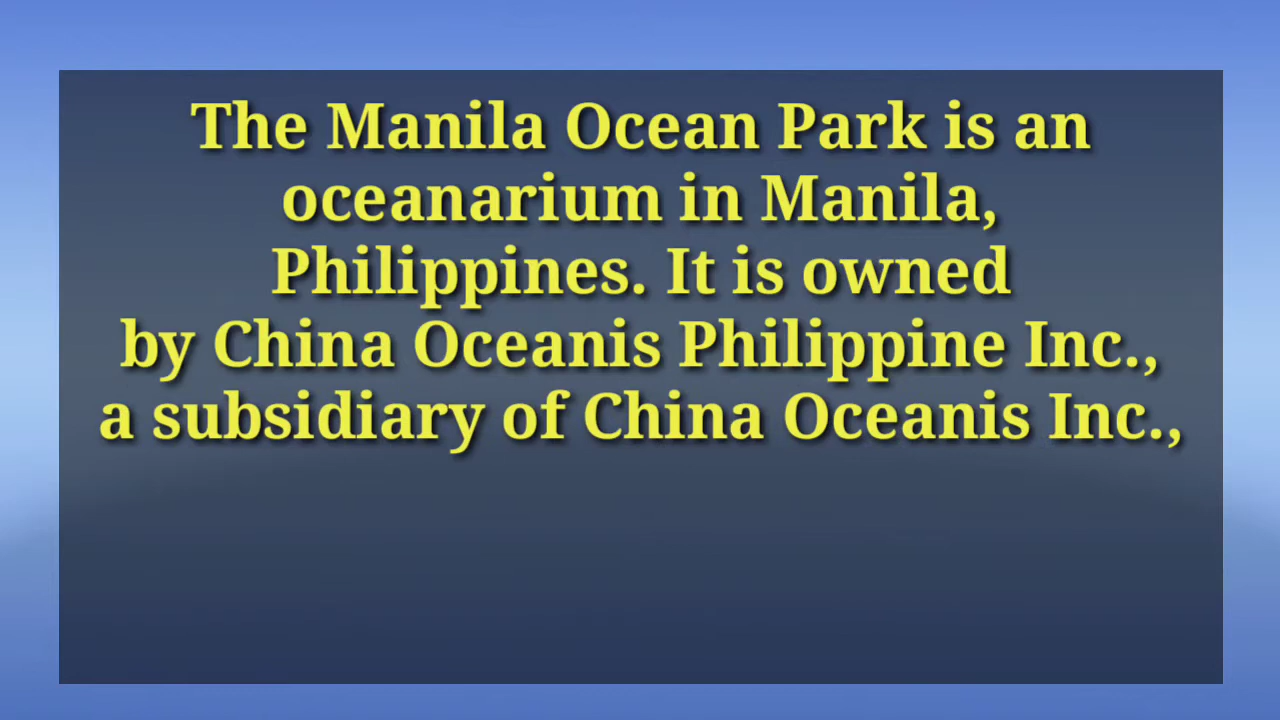 The Manila Ocean Park is an
oceanarium in Manila,
Philippines. It is owned
by China Oceanis Philippine Inc.,
a subsidiary of China Oceanis Inc.,